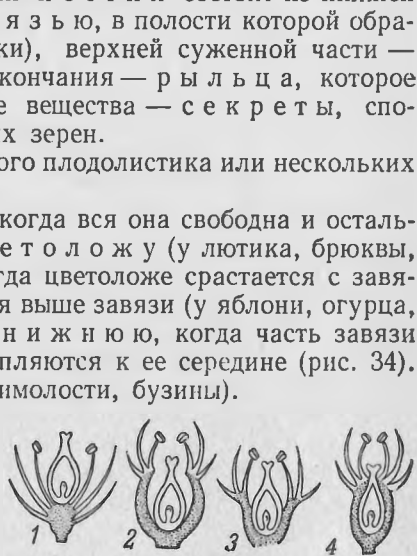 я з ь ю, в полости которой обра-
ки), верхней суженной части —
кончания — р ы л ь ц а, которое
е вещества — с е к р е т ы, спо-
х зерен.
ого плодолистика или нескольких
когда вся она свободна и осталь-
е т о л о ж у (у лютика, брюквы,
гда цветоложе срастается с завя-
я выше завязи (у яблони, огурца,
н и ж н ю ю, когда часть завязи
пляются к ее середине (рис. 34).
имолости, бузины).
1 2 3 4